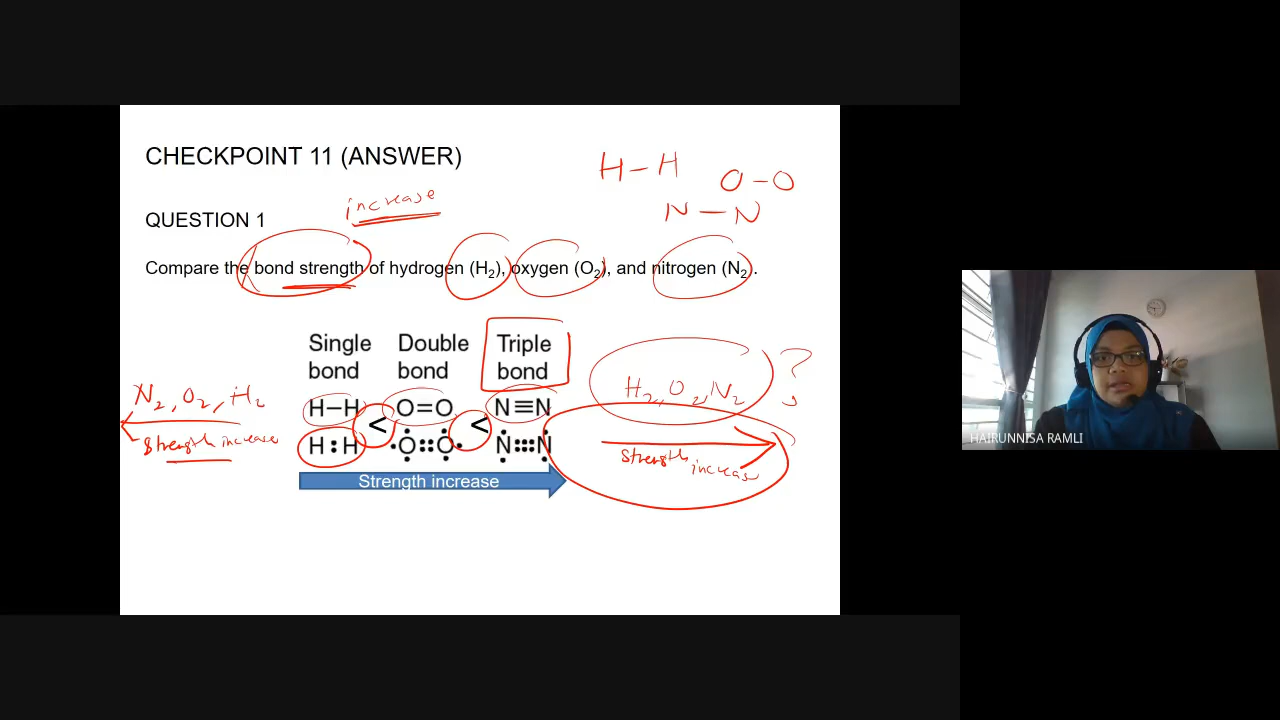 CHECKPOINT 11 (ANSWER)
H-H
O-O
N-N
increase
QUESTION 1
Compare the bond strength of hydrogen (H₂), oxygen (O₂), and nitrogen (N₂).
Single bond
Double bond
Triple bond
N₂, O₂, H₂
strength increase
H-H < O=O < N≡N
H:H O::O N:::N
Strength increase
H₂, O₂, N₂ ?
strength increase
HAIRUNNISA RAMLI